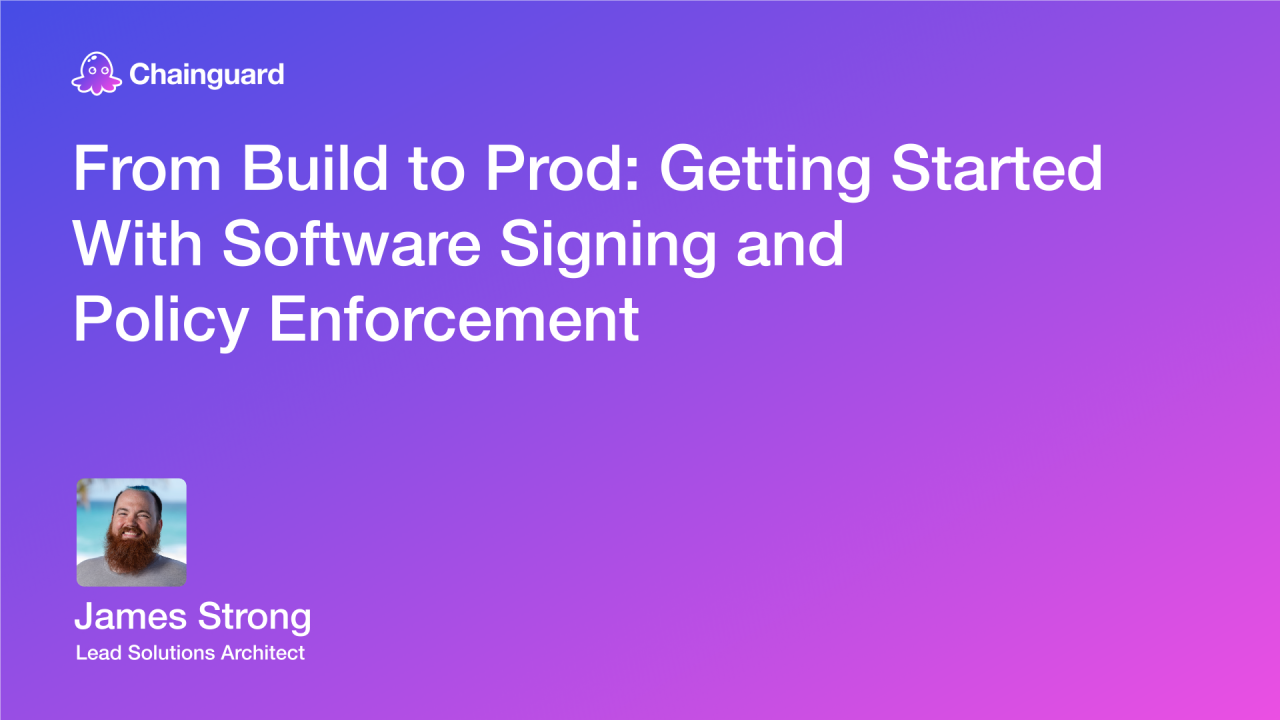 Chainguard
From Build to Prod: Getting Started
With Software Signing and
Policy Enforcement
James Strong
Lead Solutions Architect